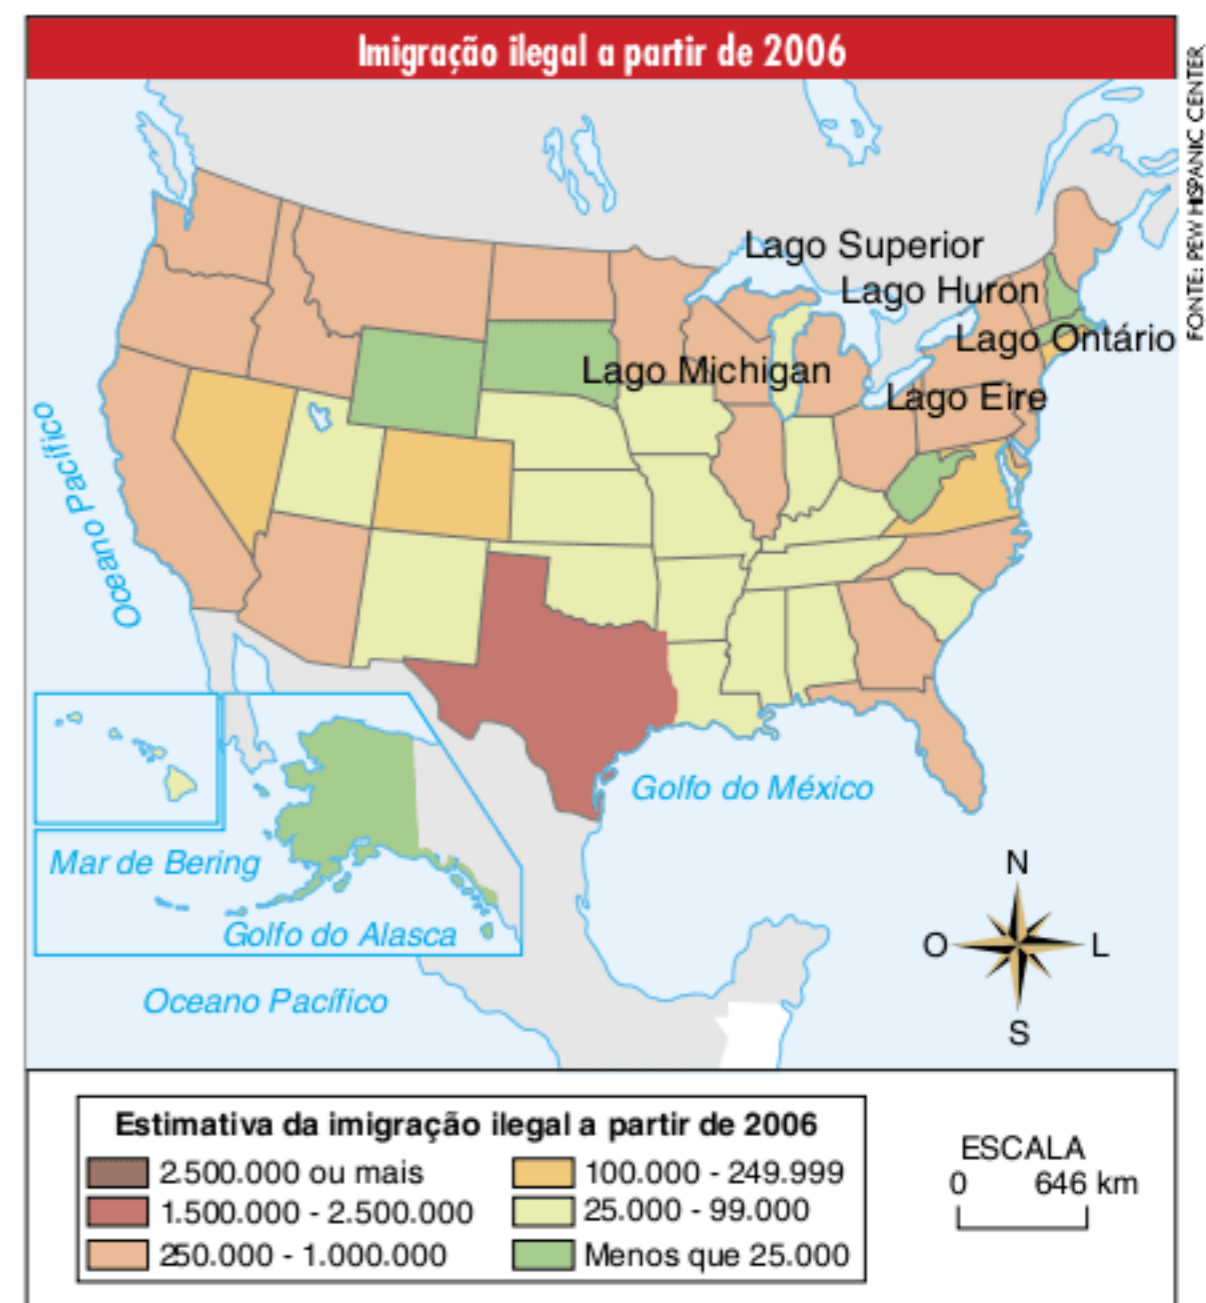 Imigração ilegal a partir de 2006
FONTE: PEW HISPANIC CENTER,
Lago Superior
Lago Huron
Lago Ontário
Lago Michigan
Lago Eire
Oceano Pacífico
Golfo do México
Mar de Bering
Golfo do Alasca
Oceano Pacífico
N
O
L
S
Estimativa da imigração ilegal a partir de 2006
2.500.000 ou mais
1.500.000 - 2.500.000
250.000 - 1.000.000
100.000 - 249.999
25.000 - 99.000
Menos que 25.000
ESCALA
0 646 km